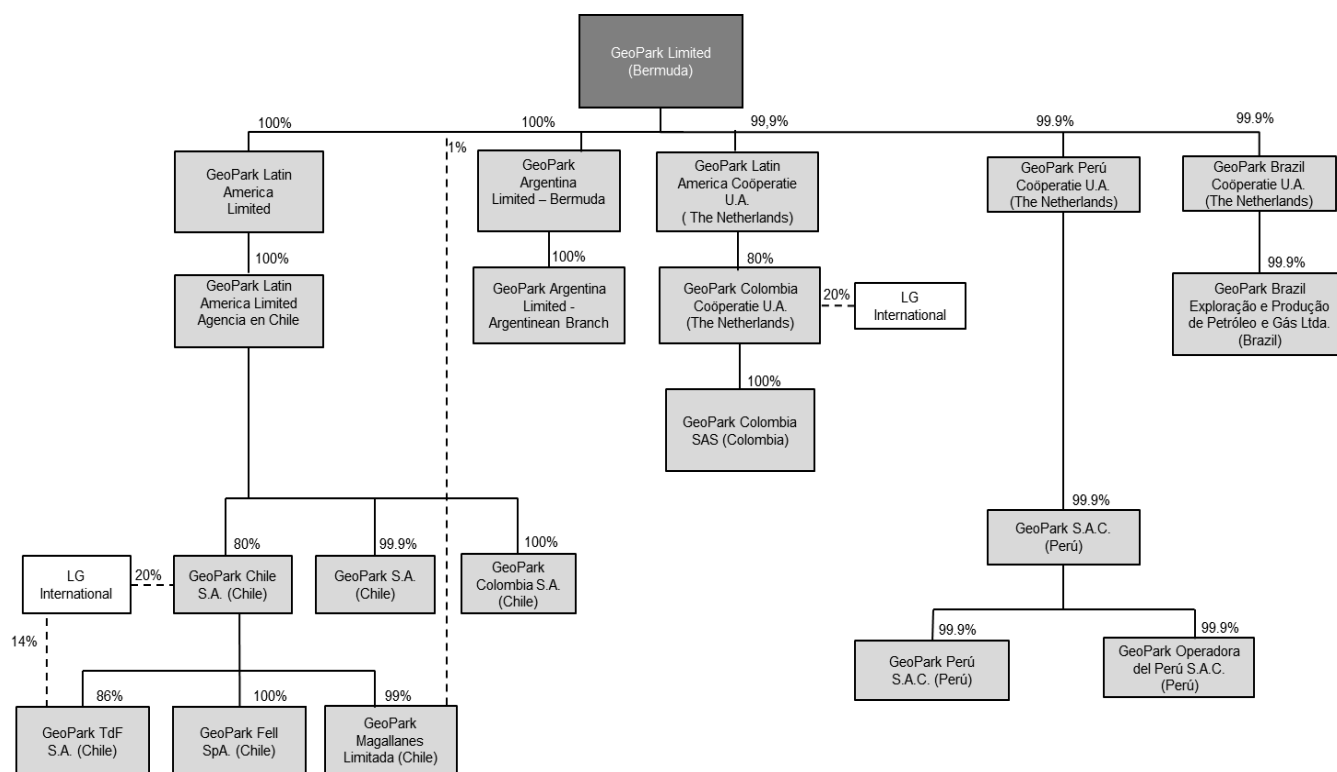 GeoPark Limited
(Bermuda)
100%
100%
99,9%
99.9%
99.9%
1%
GeoPark Latin
America
Limited
GeoPark
Argentina
Limited – Bermuda
GeoPark Latin
America Coöperatie
U.A.
( The Netherlands)
GeoPark Perú
Coöperatie U.A.
(The Netherlands)
GeoPark Brazil
Coöperatie U.A.
(The Netherlands)
100%
100%
80%
99.9%
GeoPark Latin
America Limited
Agencia en Chile
GeoPark Argentina
Limited -
Argentinean Branch
GeoPark Colombia
Coöperatie U.A.
(The Netherlands)
20%
LG
International
GeoPark Brazil
Exploração e Produção
de Petróleo e Gás Ltda.
(Brazil)
100%
GeoPark Colombia
SAS (Colombia)
99.9%
GeoPark S.A.C.
(Perú)
80%
99.9%
100%
LG
International
20%
GeoPark Chile
S.A. (Chile)
GeoPark S.A.
(Chile)
GeoPark
Colombia S.A.
(Chile)
99.9%
99.9%
14%
GeoPark Perú
S.A.C. (Perú)
GeoPark Operadora
del Perú S.A.C.
(Perú)
86%
100%
99%
GeoPark TdF
S.A. (Chile)
GeoPark Fell
SpA. (Chile)
GeoPark
Magallanes
Limitada (Chile)